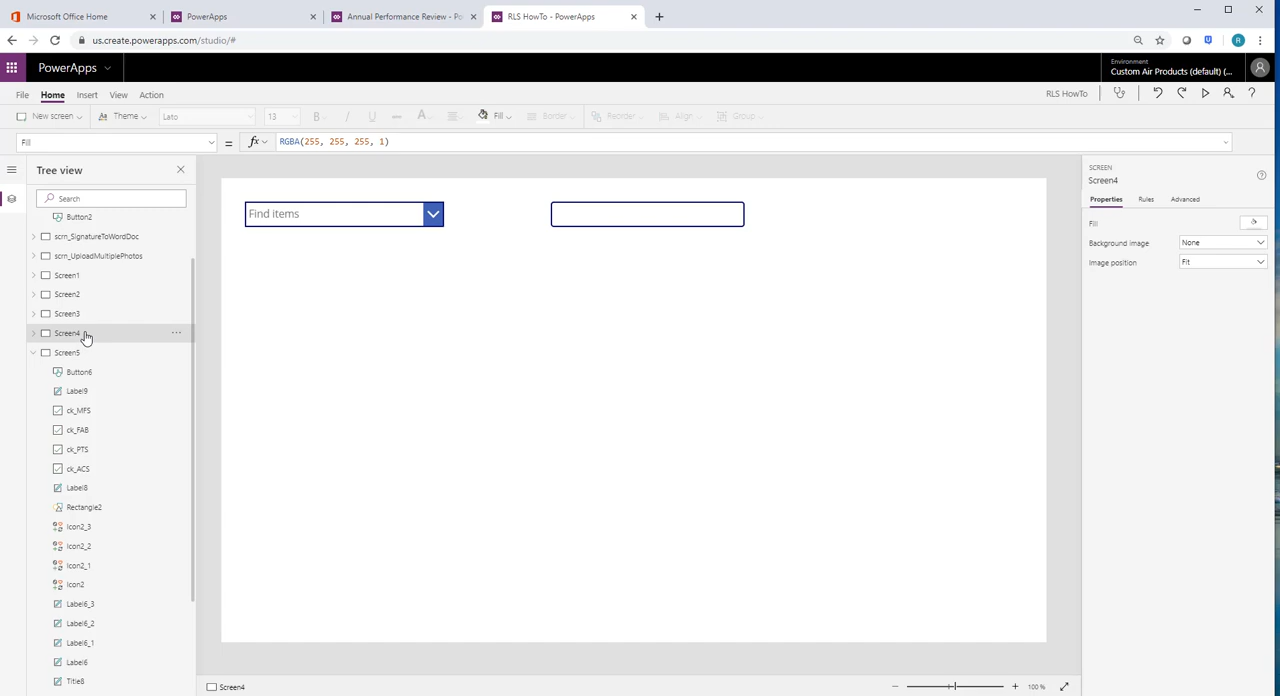 Microsoft Office Home
PowerApps
Annual Performance Review - Po
RLS HowTo - PowerApps
us.create.powerapps.com/studio/#
R
PowerApps
Environment
Custom Air Products (default) (...
File
Home
Insert
View
Action
RLS HowTo
New screen
Theme
Lato
13
B
I
U
A
Fill
Border
Reorder
Align
Group
Fill
=
fx
RGBA(255, 255, 255, 1)
Tree view
Search
Button2
scrn_SignatureToWordDoc
scrn_UploadMultiplePhotos
Screen1
Screen2
Screen3
Screen4
...
Screen5
Button6
Label9
ck_MFS
ck_FAB
ck_PTS
ck_ACS
Label8
Rectangle2
Icon2_3
Icon2_2
Icon2_1
Icon2
Label6_3
Label6_2
Label6_1
Label6
Title8
Find items
SCREEN
Screen4
Properties
Rules
Advanced
Fill
Background image
None
Image position
Fit
Screen4
100 %